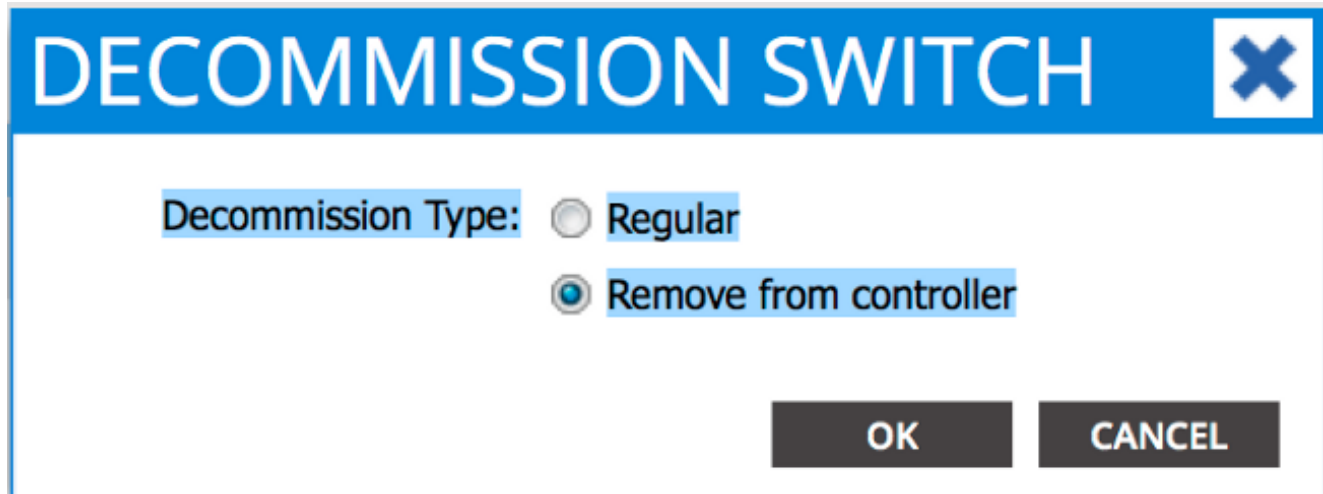 DECOMMISSION SWITCH
Decommission Type: Regular
Remove from controller
OK CANCEL